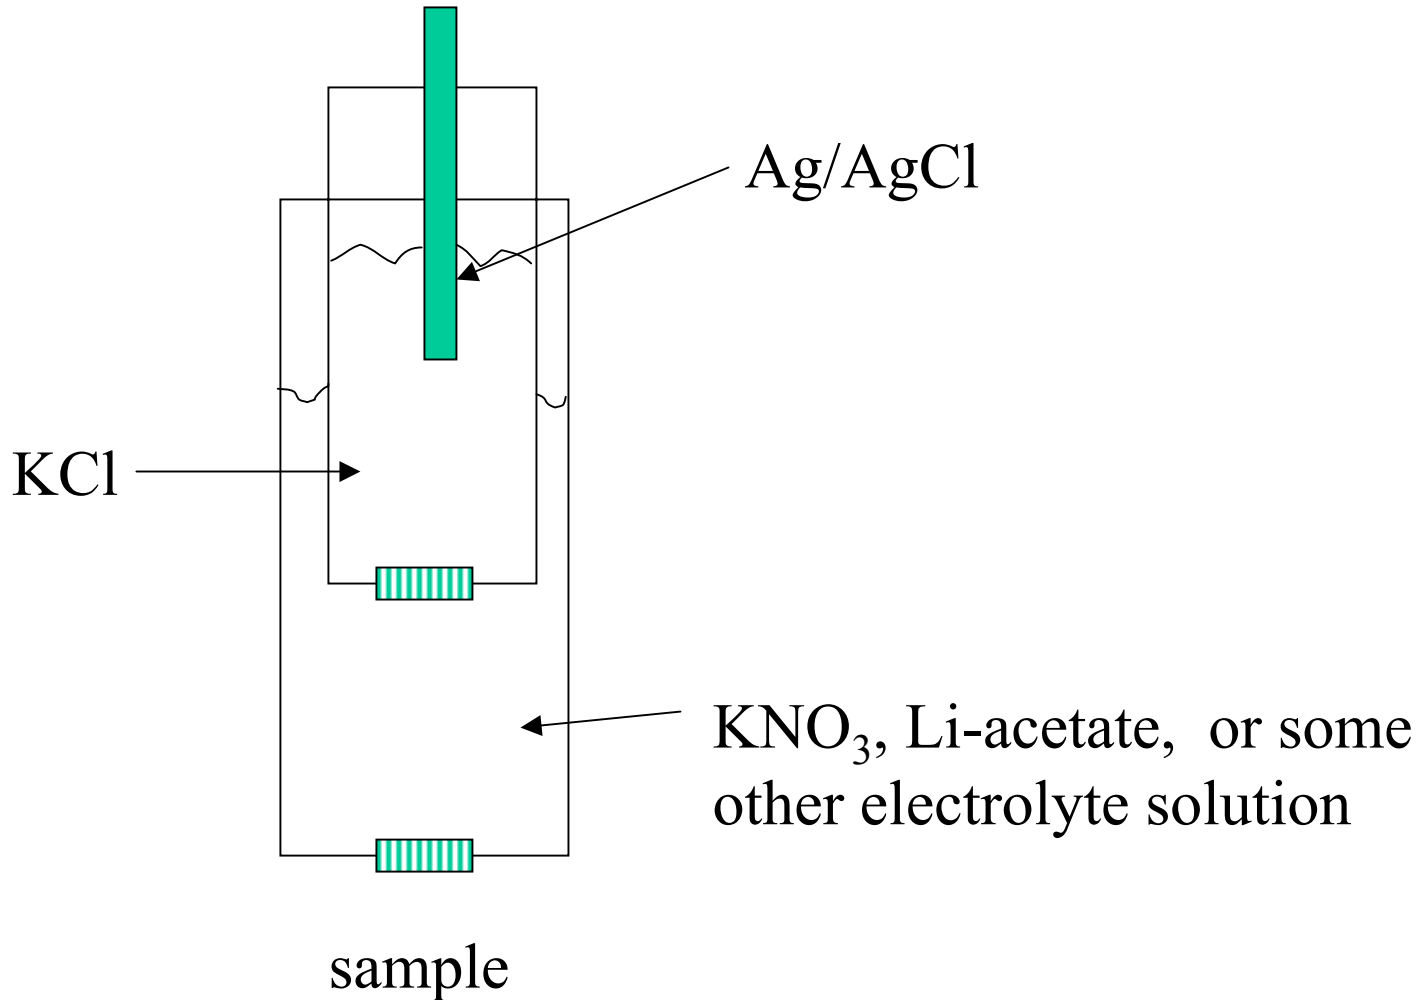 Ag/AgCl
KCl
KNO₃, Li-acetate, or some
other electrolyte solution
sample